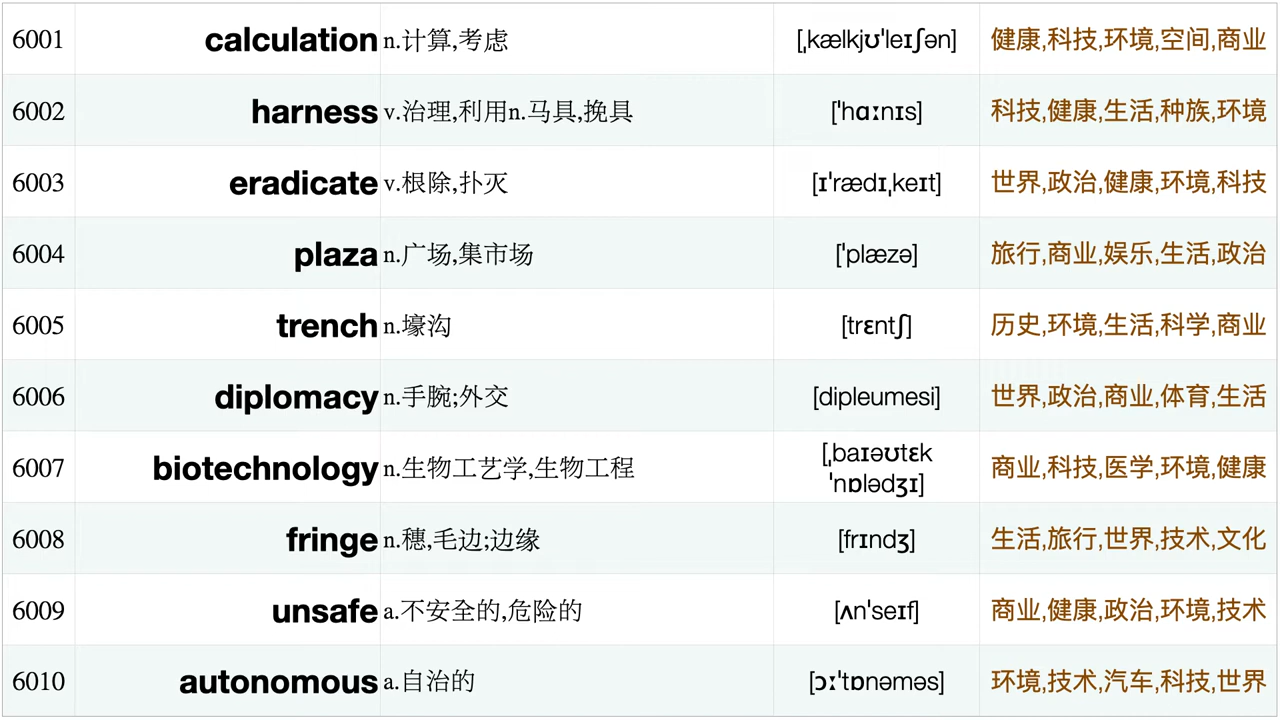 6001 calculation n.计算,考虑 [ˌkælkjʊˈleɪʃən] 健康,科技,环境,空间,商业
6002 harness v.治理,利用n.马具,挽具 [ˈhɑːnɪs] 科技,健康,生活,种族,环境
6003 eradicate v.根除,扑灭 [ɪˈrædɪˌkeɪt] 世界,政治,健康,环境,科技
6004 plaza n.广场,集市场 [ˈplæzə] 旅行,商业,娱乐,生活,政治
6005 trench n.壕沟 [trɛntʃ] 历史,环境,生活,科学,商业
6006 diplomacy n.手腕;外交 [dipleumesi] 世界,政治,商业,体育,生活
6007 biotechnology n.生物工艺学,生物工程 [ˌbaɪəʊtɛk
ˈnɒlədʒɪ] 商业,科技,医学,环境,健康
6008 fringe n.穗,毛边;边缘 [frɪndʒ] 生活,旅行,世界,技术,文化
6009 unsafe a.不安全的,危险的 [ʌnˈseɪf] 商业,健康,政治,环境,技术
6010 autonomous a.自治的 [ɔːˈtɒnəməs] 环境,技术,汽车,科技,世界